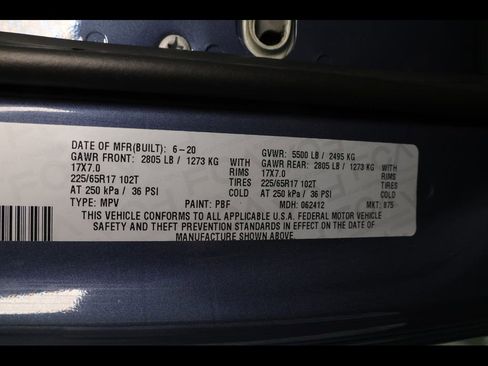 DATE OF MFR(BUILT): 6-20 GVWR: 5500 LB / 2495 KG
GAWR FRONT: 2805 LB / 1273 KG WITH GAWR REAR: 2805 LB / 1273 KG WITH
17X7.0 RIMS 17X7.0 RIMS
225/65R17 102T TIRES 225/65R17 102T TIRES
AT 250 kPa / 36 PSI COLD AT 250 kPa / 36 PSI COLD
TYPE: MPV PAINT: PBF MDH: 062412 MKT: 875
THIS VEHICLE CONFORMS TO ALL APPLICABLE U.S.A. FEDERAL MOTOR VEHICLE
SAFETY AND THEFT PREVENTION STANDARDS IN EFFECT ON THE DATE OF
MANUFACTURE SHOWN ABOVE